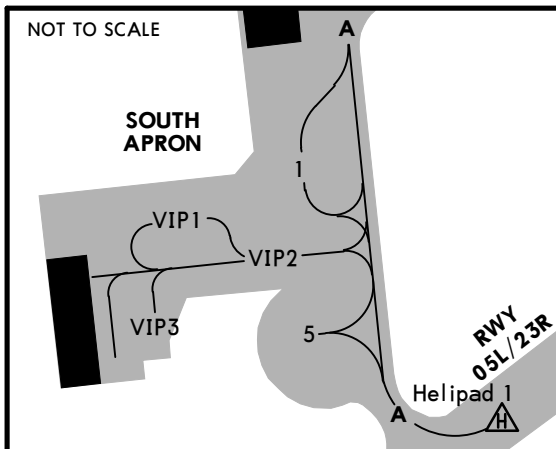 NOT TO SCALE
A
SOUTH
APRON
1
VIP1
VIP2
VIP3
5
RWY
05L/23R
Helipad 1
A
H